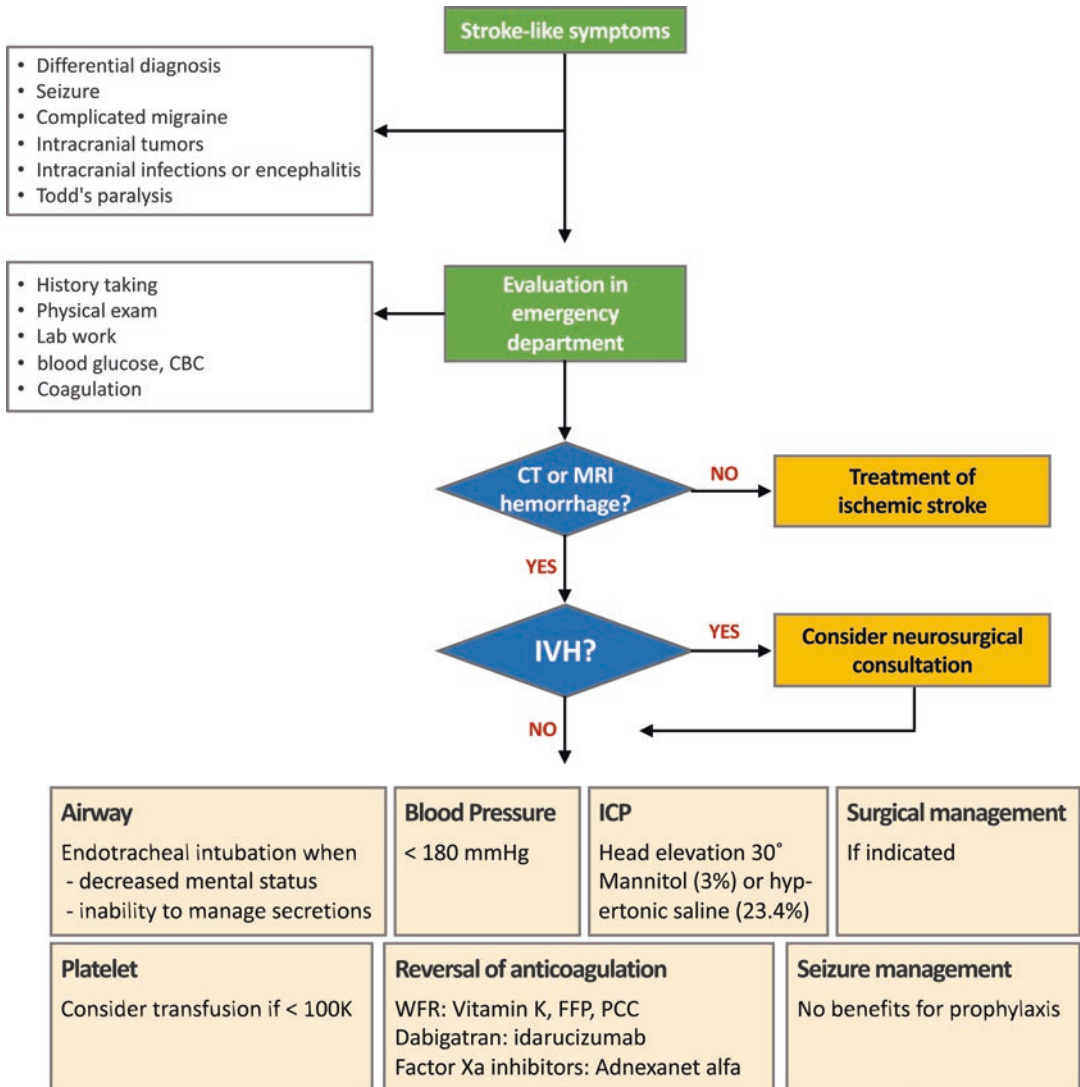 Stroke-like symptoms
• Differential diagnosis
• Seizure
• Complicated migraine
• Intracranial tumors
• Intracranial infections or encephalitis
• Todd's paralysis
• History taking
• Physical exam
• Lab work
• blood glucose, CBC
• Coagulation
Evaluation in
emergency
department
CT or MRI
hemorrhage?
NO
Treatment of
ischemic stroke
YES
IVH?
YES
Consider neurosurgical
consultation
NO
Airway
Endotracheal intubation when
- decreased mental status
- inability to manage secretions
Blood Pressure
< 180 mmHg
ICP
Head elevation 30°
Mannitol (3%) or hyp-
ertonic saline (23.4%)
Surgical management
If indicated
Platelet
Consider transfusion if < 100K
Reversal of anticoagulation
WFR: Vitamin K, FFP, PCC
Dabigatran: idarucizumab
Factor Xa inhibitors: Adnexanet alfa
Seizure management
No benefits for prophylaxis